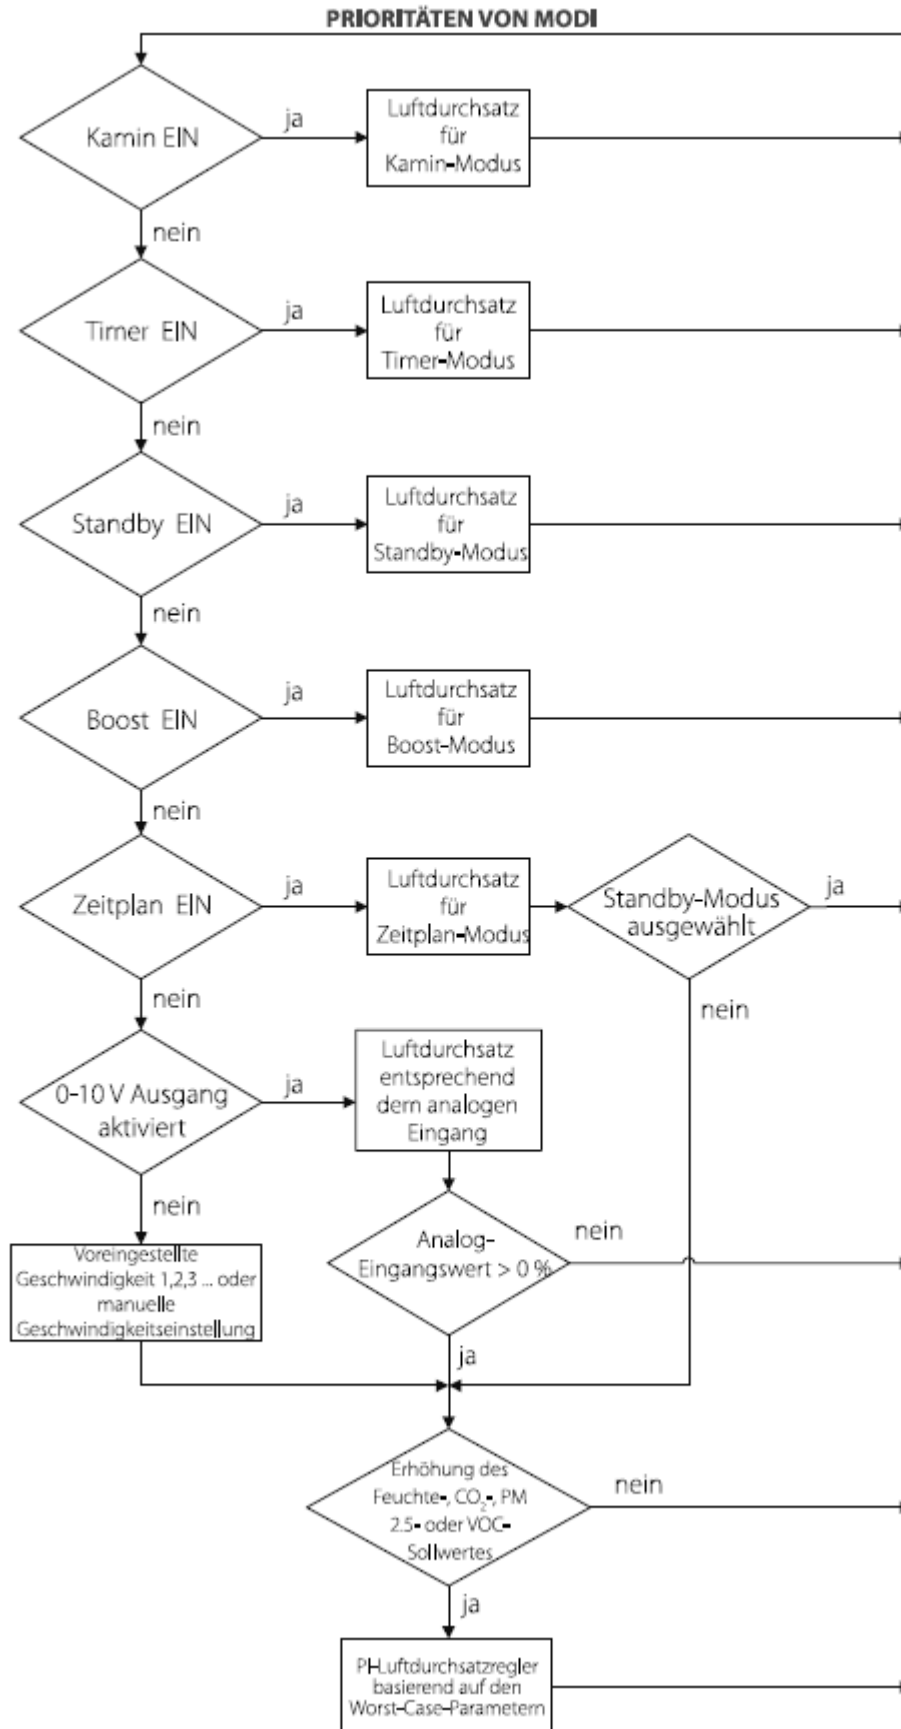 PRIORITÄTEN VON MODI
Kamin EIN
ja
Luftdurchsatz
für
Kamin-Modus
nein
Timer EIN
ja
Luftdurchsatz
für
Timer-Modus
nein
Standby EIN
ja
Luftdurchsatz
für
Standby-Modus
nein
Boost EIN
ja
Luftdurchsatz
für
Boost-Modus
nein
Zeitplan EIN
ja
Luftdurchsatz
für
Zeitplan-Modus
Standby-Modus
ausgewählt
ja
nein
nein
0-10 V Ausgang
aktiviert
ja
Luftdurchsatz
entsprechend
dem analogen
Eingang
nein
Voreingestellte
Geschwindigkeit 1,2,3 ... oder
manuelle
Geschwindigkeitseinstellung
Analog-
Eingangswert > 0 %
nein
ja
Erhöhung des
Feuchte-, CO₂-, PM
2.5- oder VOC-
Sollwertes
nein
ja
PI-Luftdurchsatzregler
basierend auf den
Worst-Case-Parametern